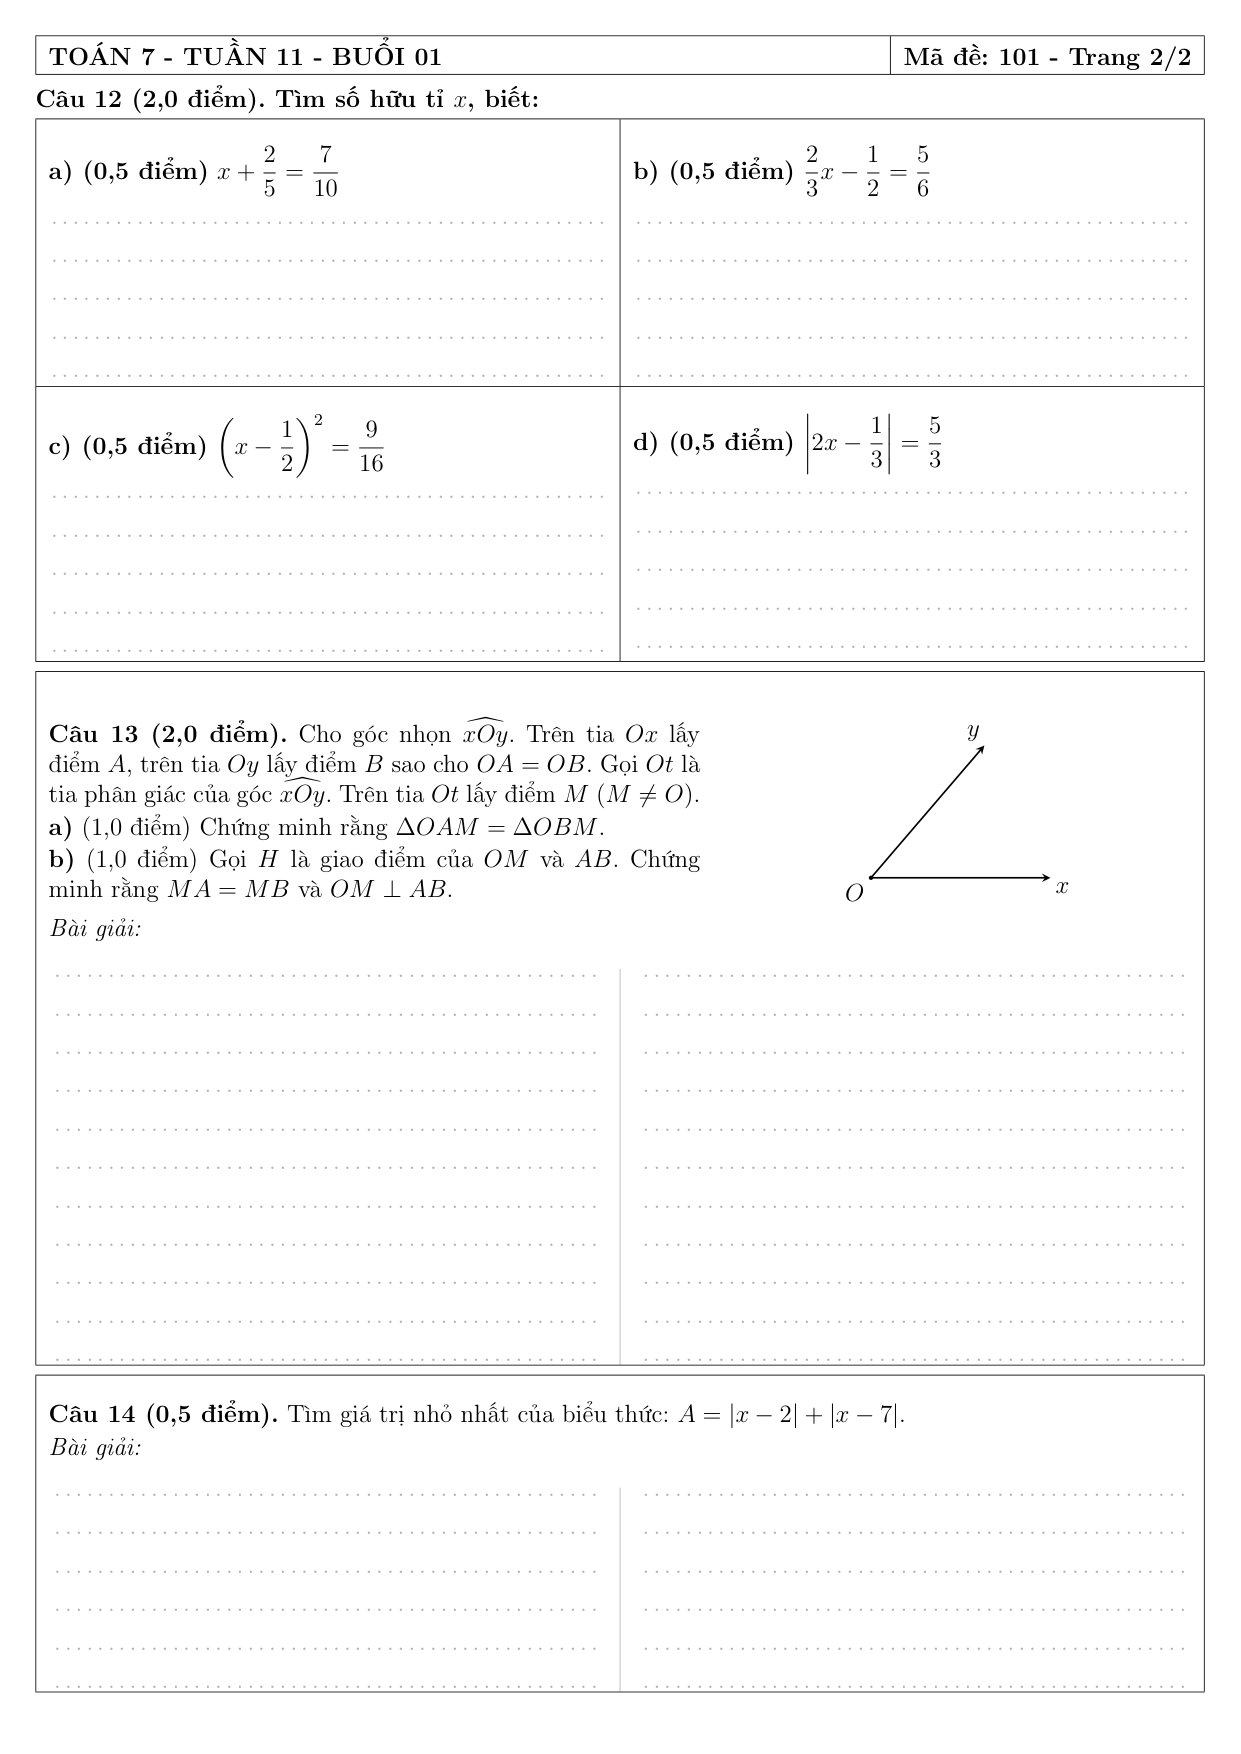 TOÁN 7 - TUẦN 11 - BUỔI 01
Mã đề: 101 - Trang 2/2
Câu 12 (2,0 điểm). Tìm số hữu tỉ x, biết:
a) (0,5 điểm) x + 2/5 = 7/10
b) (0,5 điểm) 2/3x − 1/2 = 5/6
c) (0,5 điểm) (x − 1/2)² = 9/16
d) (0,5 điểm) |2x − 1/3| = 5/3
Câu 13 (2,0 điểm). Cho góc nhọn \widehat{xOy}. Trên tia Ox lấy
điểm A, trên tia Oy lấy điểm B sao cho OA = OB. Gọi Ot là
tia phân giác của góc \widehat{xOy}. Trên tia Ot lấy điểm M (M ≠ O).
a) (1,0 điểm) Chứng minh rằng ΔOAM = ΔOBM.
b) (1,0 điểm) Gọi H là giao điểm của OM và AB. Chứng
minh rằng MA = MB và OM ⊥ AB.
y
O
x
Bài giải:
Câu 14 (0,5 điểm). Tìm giá trị nhỏ nhất của biểu thức: A = |x − 2| + |x − 7|.
Bài giải: